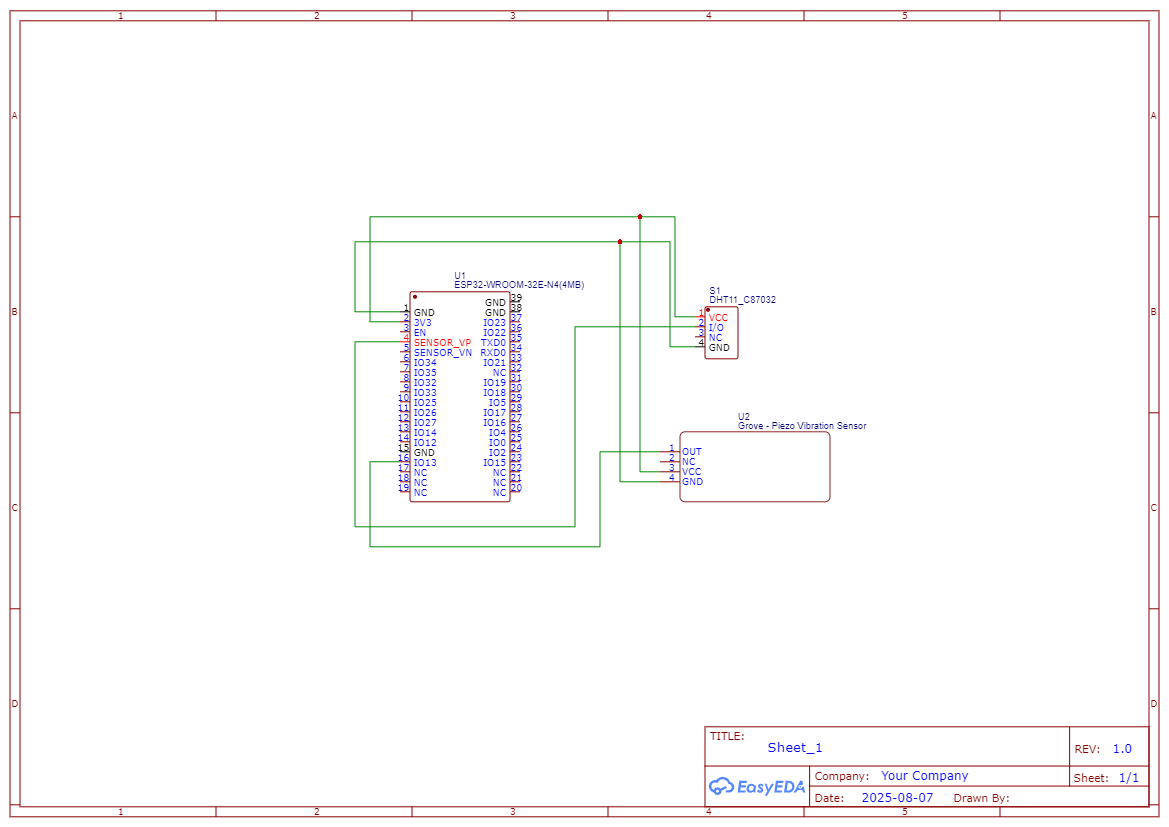 1 2 3 4 5
A A
B B
C C
D D
U1
ESP32-WROOM-32E-N4(4MB)
1 GND GND 39
2 3V3 GND 38
3 EN IO23 37
4 SENSOR_VP IO22 36
5 SENSOR_VN TXD0 35
6 IO34 RXD0 34
7 IO35 IO21 33
8 IO32 NC 32
9 IO33 IO19 31
10 IO25 IO18 30
11 IO26 IO5 29
12 IO27 IO17 28
13 IO14 IO16 27
14 IO12 IO4 26
15 GND IO0 25
16 IO13 IO2 24
17 NC IO15 23
18 NC NC 22
19 NC NC 21
NC 20
S1
DHT11_C87032
1 VCC
2 I/O
3 NC
4 GND
U2
Grove - Piezo Vibration Sensor
1 OUT
2 NC
3 VCC
4 GND
TITLE:
Sheet_1
REV: 1.0
EasyEDA
Company: Your Company
Sheet: 1/1
Date: 2025-08-07 Drawn By:
1 2 3 4 5